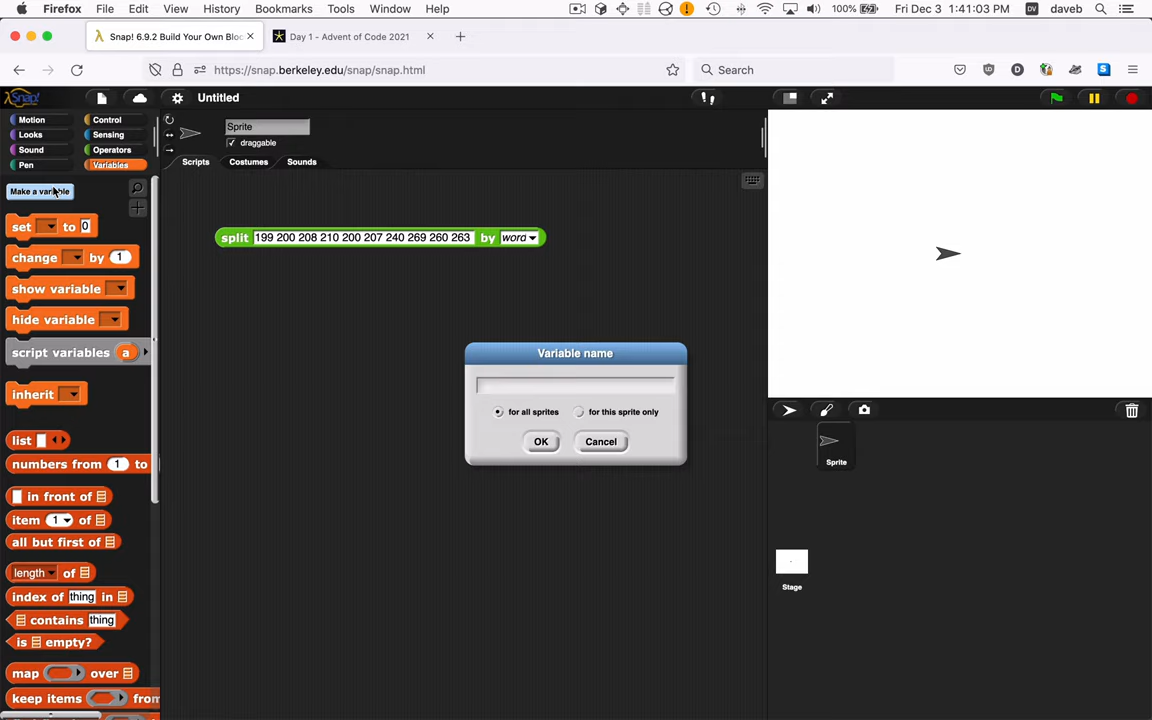 Firefox File Edit View History Bookmarks Tools Window Help 100% Fri Dec 3 1:41:03 PM DV daveb
Snap! 6.9.2 Build Your Own Bloc
Day 1 - Advent of Code 2021
https://snap.berkeley.edu/snap/snap.html
Search
Snap!
Untitled
Motion Control
Looks Sensing
Sound Operators
Pen Variables
Sprite
draggable
Scripts Costumes Sounds
Make a variable
set to 0
change by 1
show variable
hide variable
script variables a
inherit
list
numbers from 1 to
in front of
item 1 of
all but first of
length of
index of thing in
contains thing
is empty?
map over
keep items from
split 199 200 208 210 200 207 240 269 260 263 by word
Variable name
for all sprites for this sprite only
OK Cancel
Sprite
Stage